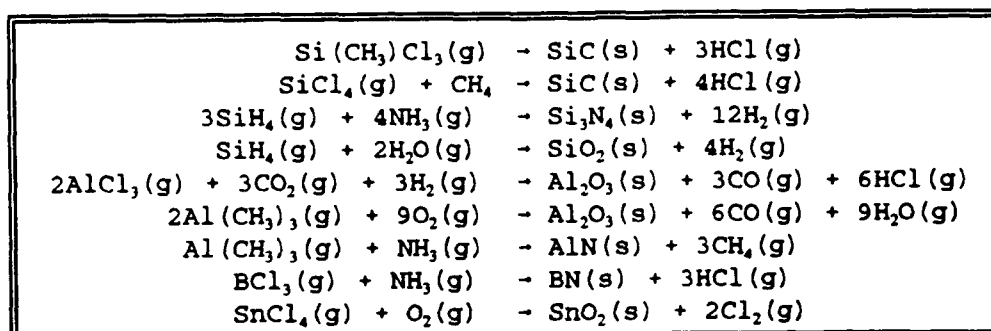 Si(CH₃)Cl₃(g) → SiC(s) + 3HCl(g)
SiCl₄(g) + CH₄ → SiC(s) + 4HCl(g)
3SiH₄(g) + 4NH₃(g) → Si₃N₄(s) + 12H₂(g)
SiH₄(g) + 2H₂O(g) → SiO₂(s) + 4H₂(g)
2AlCl₃(g) + 3CO₂(g) + 3H₂(g) → Al₂O₃(s) + 3CO(g) + 6HCl(g)
2Al(CH₃)₃(g) + 9O₂(g) → Al₂O₃(s) + 6CO(g) + 9H₂O(g)
Al(CH₃)₃(g) + NH₃(g) → AlN(s) + 3CH₄(g)
BCl₃(g) + NH₃(g) → BN(s) + 3HCl(g)
SnCl₄(g) + O₂(g) → SnO₂(s) + 2Cl₂(g)